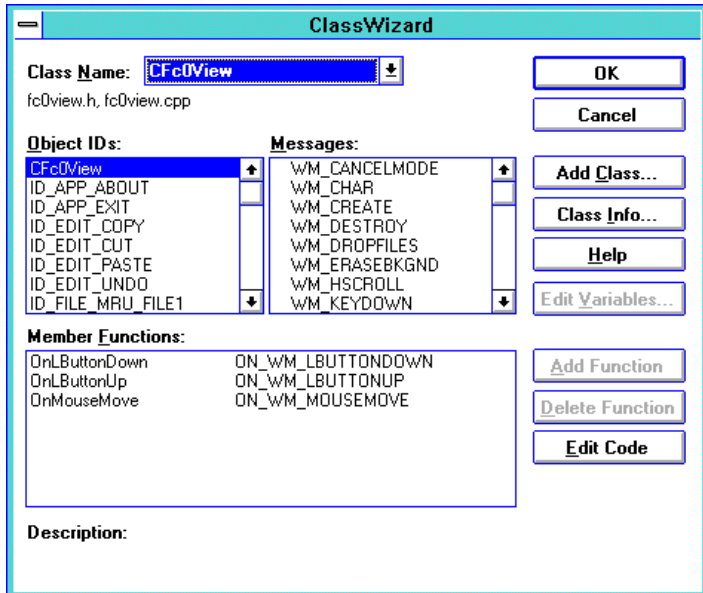 ClassWizard
Class Name: CFc0View
fc0view.h, fc0view.cpp
OK
Cancel
Object IDs:
CFc0View
ID_APP_ABOUT
ID_APP_EXIT
ID_EDIT_COPY
ID_EDIT_CUT
ID_EDIT_PASTE
ID_EDIT_UNDO
ID_FILE_MRU_FILE1
Messages:
WM_CANCELMODE
WM_CHAR
WM_CREATE
WM_DESTROY
WM_DROPFILES
WM_ERASEBKGND
WM_HSCROLL
WM_KEYDOWN
Add Class...
Class Info...
Help
Edit Variables...
Member Functions:
OnLButtonDown ON_WM_LBUTTONDOWN
OnLButtonUp ON_WM_LBUTTONUP
OnMouseMove ON_WM_MOUSEMOVE
Add Function
Delete Function
Edit Code
Description: